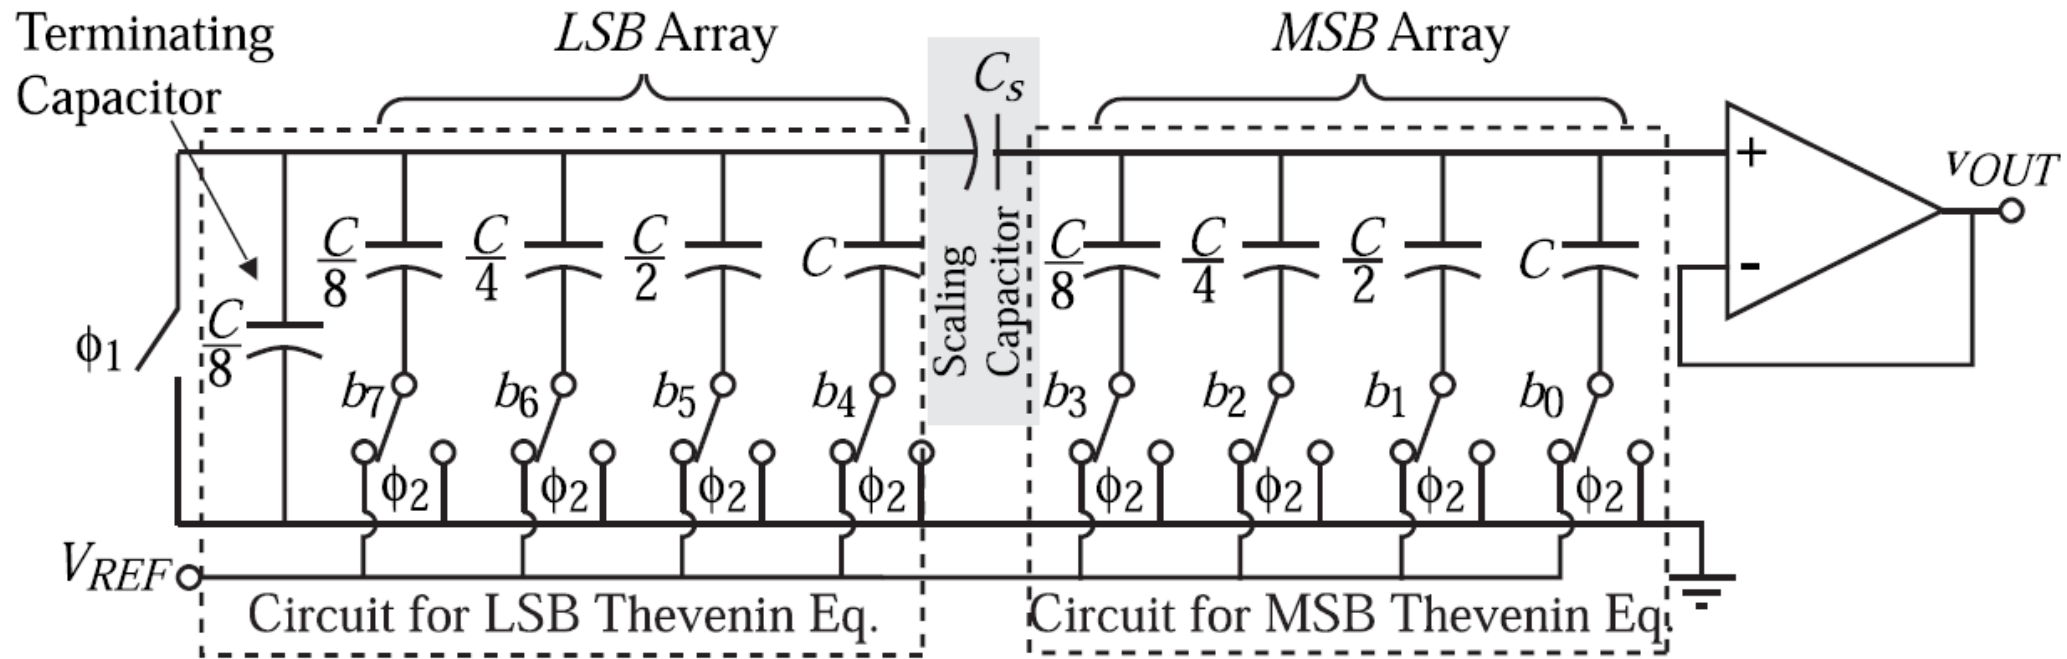 Terminating
Capacitor
LSB Array
C_s
MSB Array
+
-
v_OUT
ϕ1
C/8
C/8
C/4
C/2
C
Scaling
Capacitor
C/8
C/4
C/2
C
b7
b6
b5
b4
b3
b2
b1
b0
ϕ2
ϕ2
ϕ2
ϕ2
ϕ2
ϕ2
ϕ2
ϕ2
V_REF
Circuit for LSB Thevenin Eq.
Circuit for MSB Thevenin Eq.